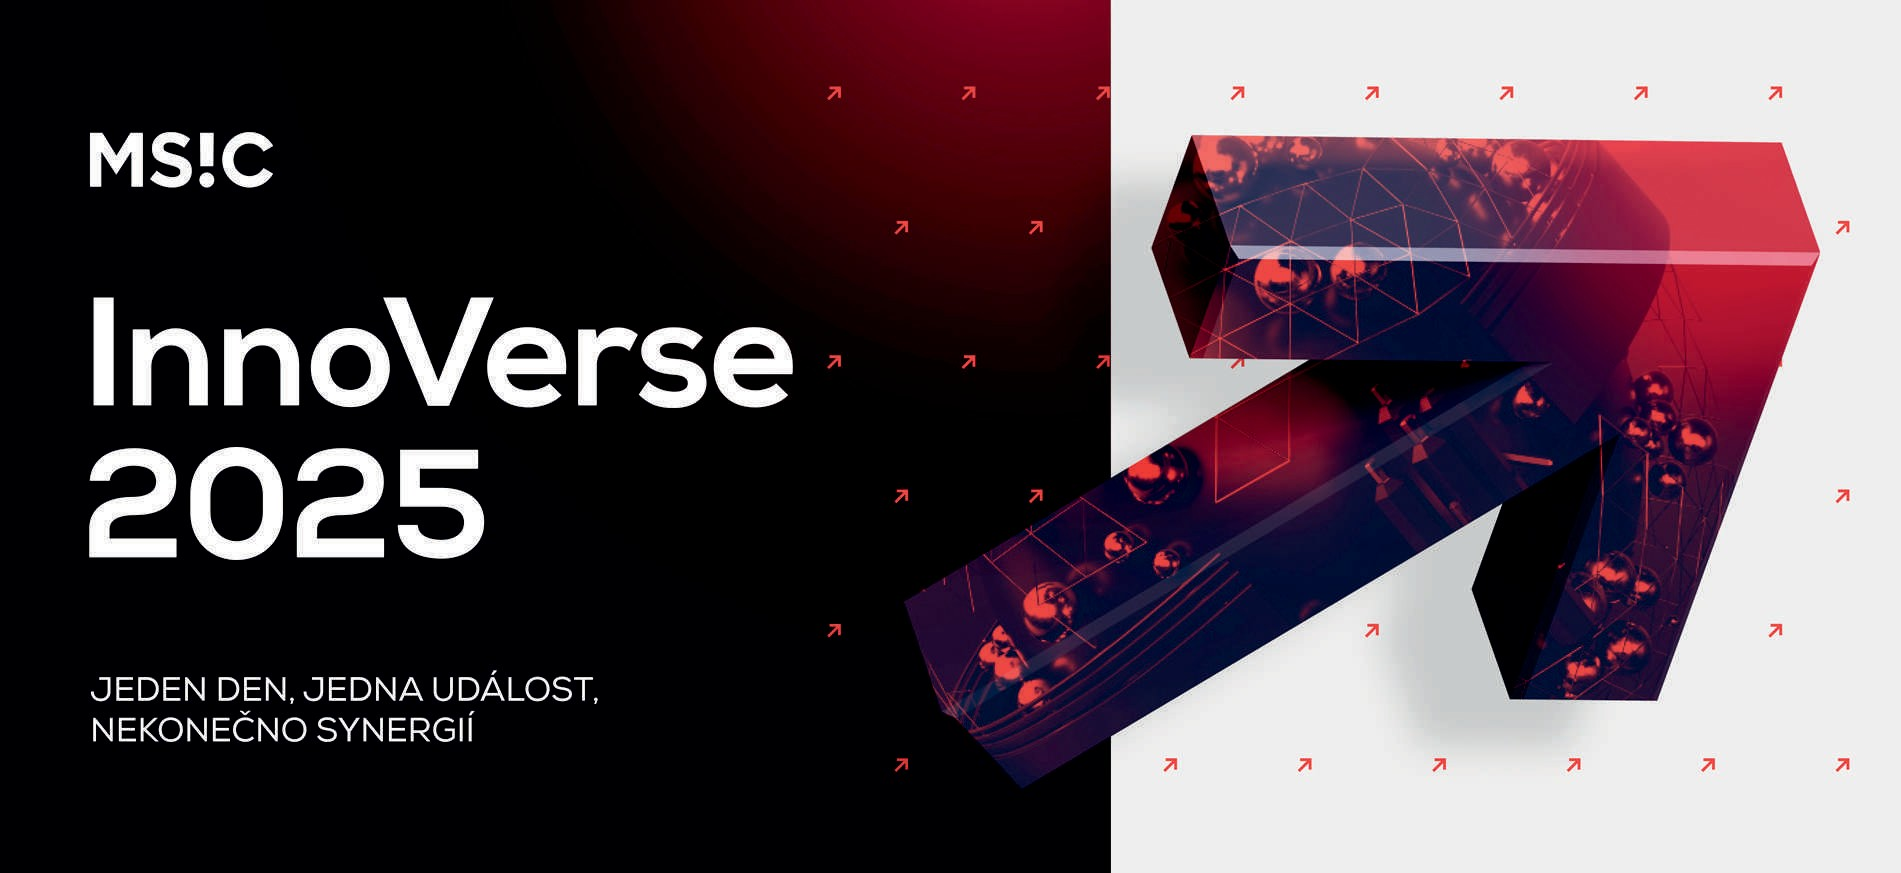 MS!C
InnoVerse
2025
JEDEN DEN, JEDNA UDÁLOST,
NEKONEČNO SYNERGIÍ